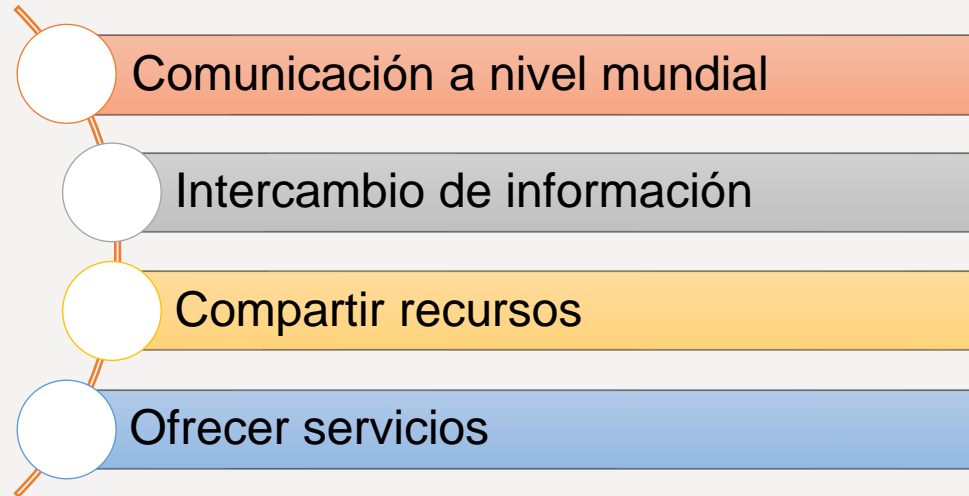 Comunicación a nivel mundial
Intercambio de información
Compartir recursos
Ofrecer servicios